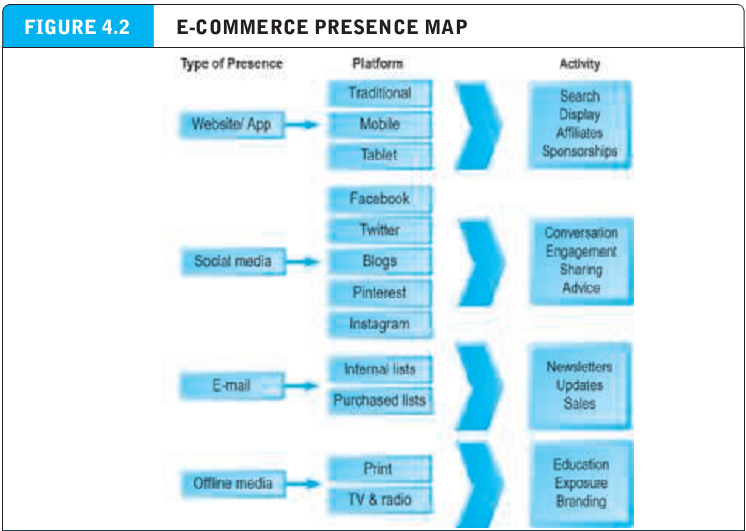 FIGURE 4.2
E-COMMERCE PRESENCE MAP
Type of Presence
Platform
Activity
Website/ App
Traditional
Mobile
Tablet
Search
Display
Affiliates
Sponsorships
Social media
Facebook
Twitter
Blogs
Pinterest
Instagram
Conversation
Engagement
Sharing
Advice
E-mail
Internal lists
Purchased lists
Newsletters
Updates
Sales
Offline media
Print
TV & radio
Education
Exposure
Branding